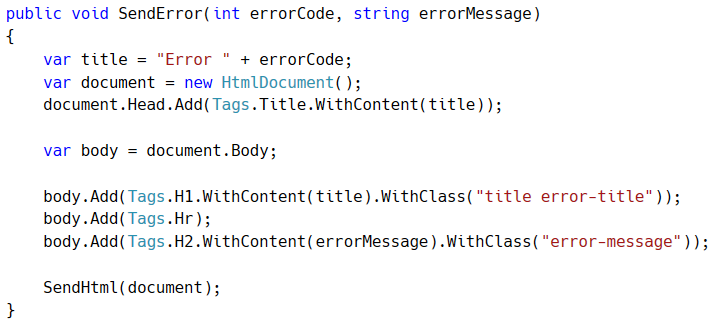 public void SendError(int errorCode, string errorMessage)
{
    var title = "Error " + errorCode;
    var document = new HtmlDocument();
    document.Head.Add(Tags.Title.WithContent(title));

    var body = document.Body;

    body.Add(Tags.H1.WithContent(title).WithClass("title error-title"));
    body.Add(Tags.Hr);
    body.Add(Tags.H2.WithContent(errorMessage).WithClass("error-message"));

    SendHtml(document);
}